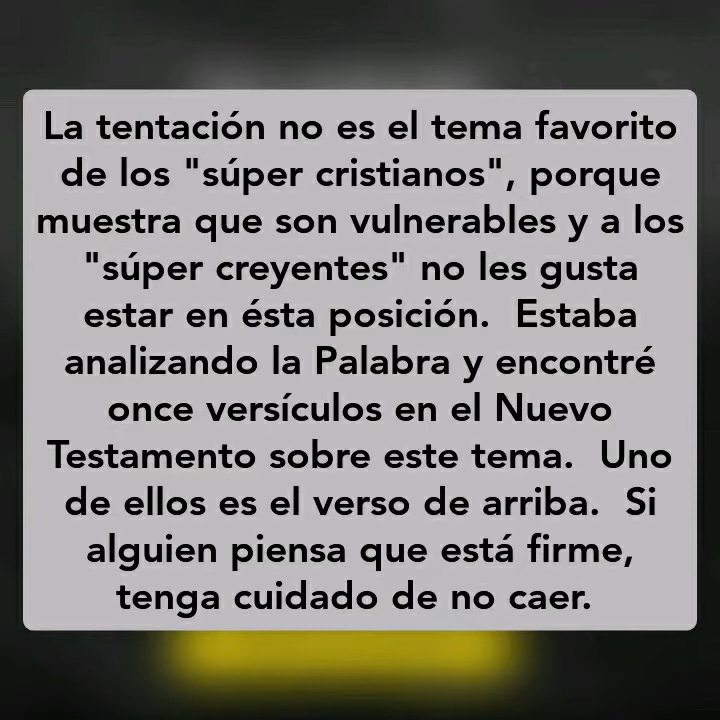 La tentación no es el tema favorito
de los "súper cristianos", porque
muestra que son vulnerables y a los
"súper creyentes" no les gusta
estar en ésta posición.  Estaba
analizando la Palabra y encontré
once versículos en el Nuevo
Testamento sobre este tema.  Uno
de ellos es el verso de arriba.  Si
alguien piensa que está firme,
tenga cuidado de no caer.